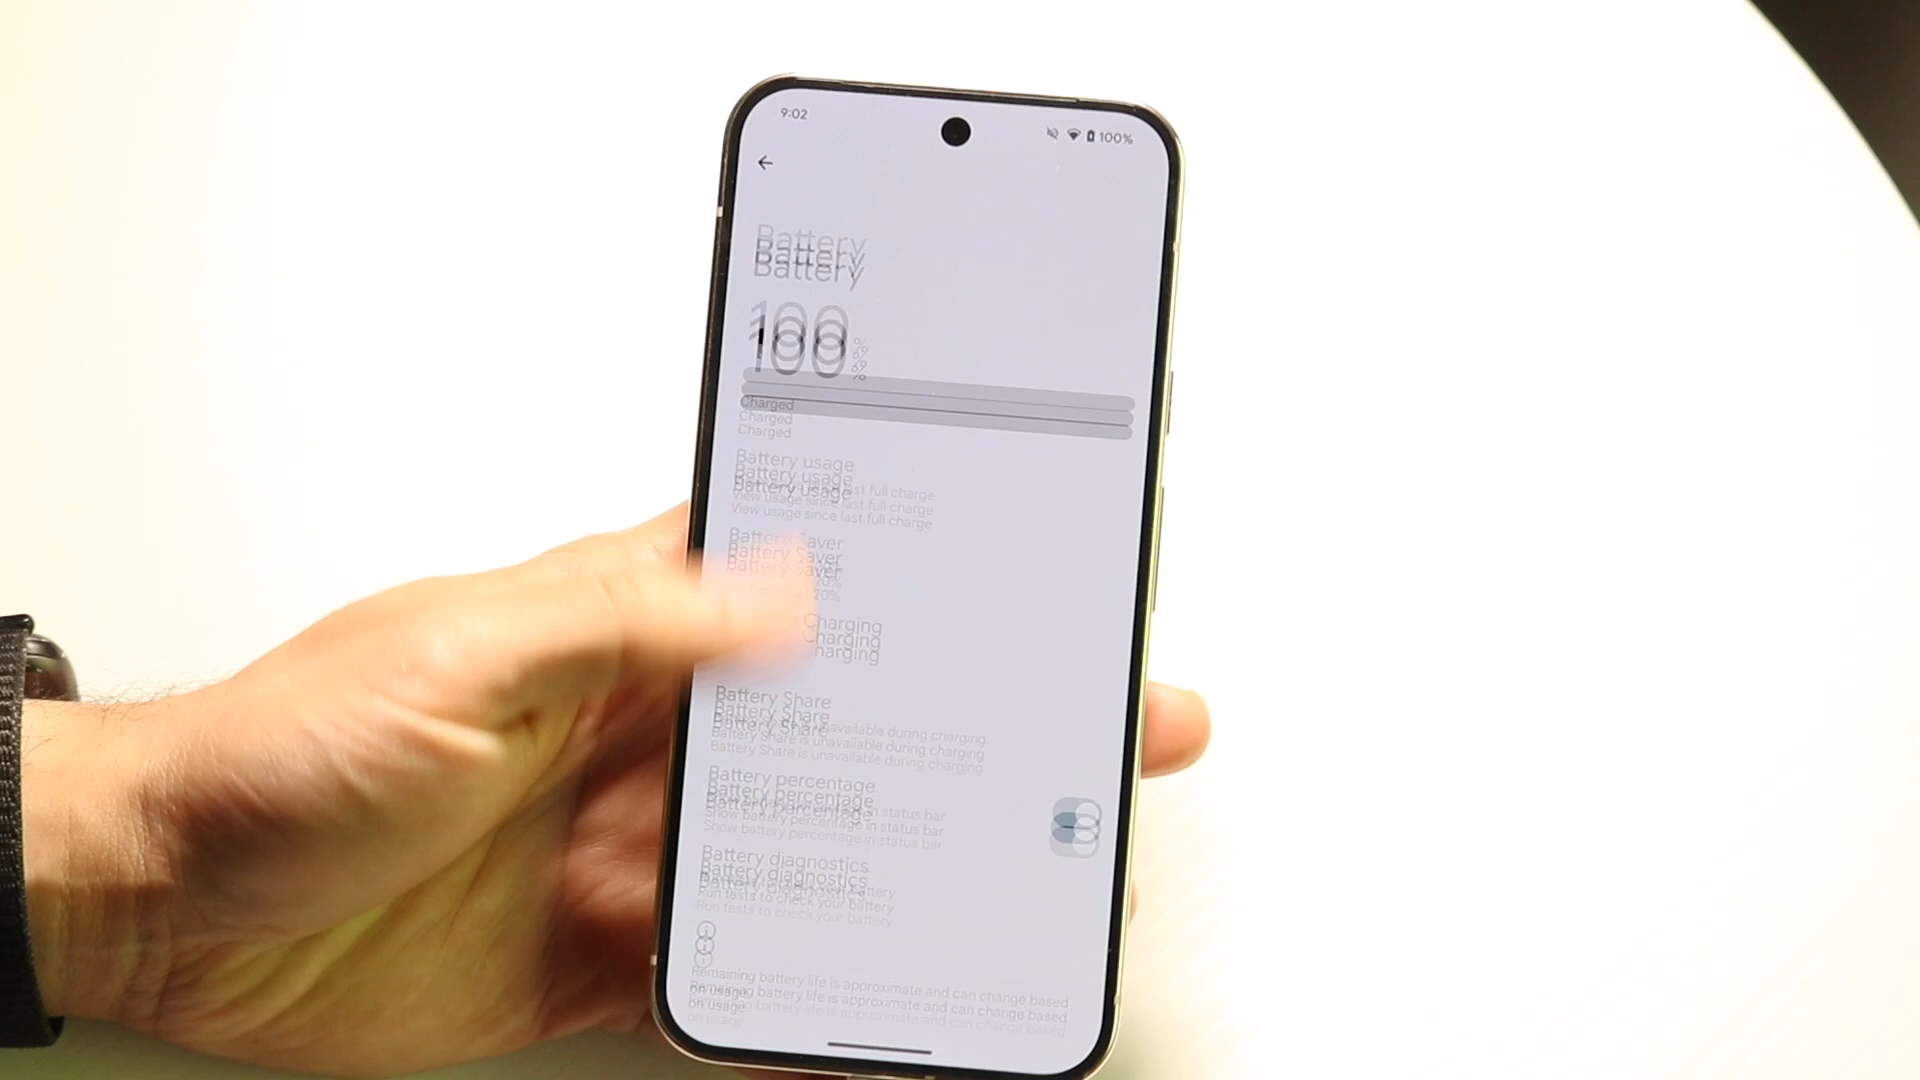 9:02
100%
Battery
100%
Charged
Battery usage
View usage since last full charge
Battery Saver
20%
Charging
Battery Share
Battery Share is unavailable during charging
Battery percentage
Show battery percentage in status bar
Battery diagnostics
Run tests to check your battery
Remaining battery life is approximate and can change based
on usage